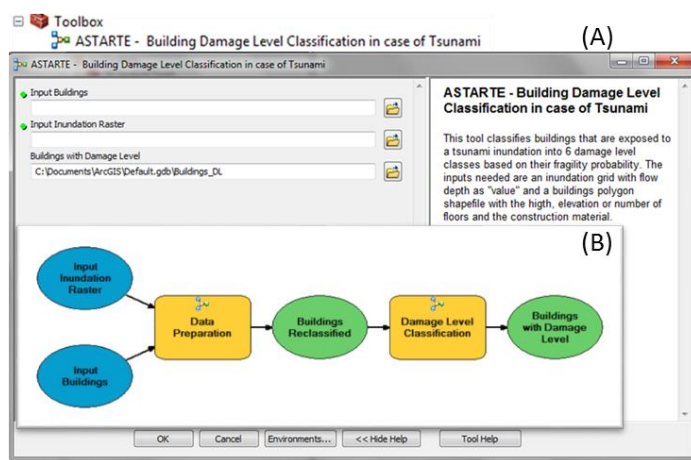 Toolbox
ASTARTE - Building Damage Level Classification in case of Tsunami
(A)
ASTARTE - Building Damage Level Classification in case of Tsunami
Input Buildings
Input Inundation Raster
Buildings with Damage Level
C:\Documents\ArcGIS\Default.gdb\Buildings_DL
ASTARTE - Building Damage Level
Classification in case of Tsunami
This tool classifies buildings that are exposed to
a tsunami inundation into 6 damage level
classes based on their fragility probability. The
inputs needed are an inundation grid with flow
depth as "value" and a buildings polygon
shapefile with the higth, elevation or number of
floors and the construction material.
(B)
Input
Inundation
Raster
Input
Buildings
Data
Preparation
Buildings
Reclassified
Damage Level
Classification
Buildings
with Damage
Level
OK
Cancel
Environments...
<< Hide Help
Tool Help